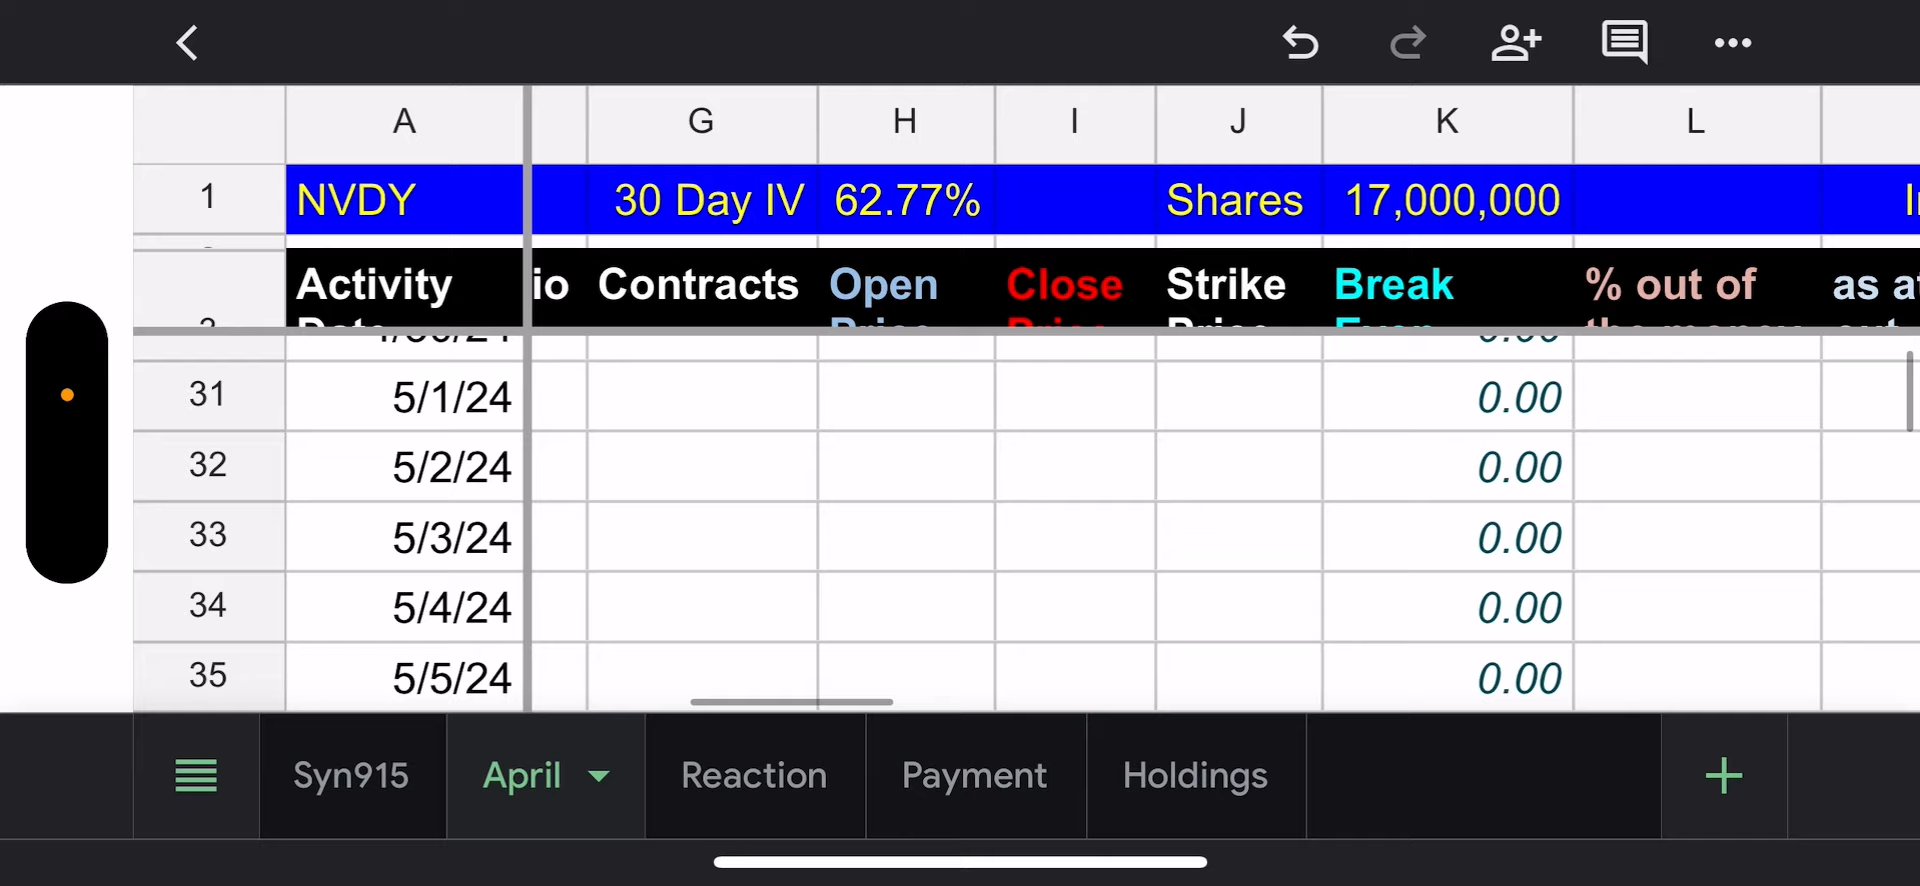 A G H I J K L
1 NVDY 30 Day IV 62.77% Shares 17,000,000
Activity io Contracts Open Close Strike Break % out of as at
31 5/1/24 0.00
32 5/2/24 0.00
33 5/3/24 0.00
34 5/4/24 0.00
35 5/5/24 0.00
Syn915 April Reaction Payment Holdings